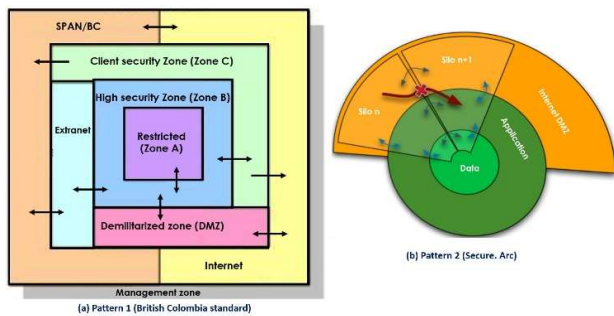 SPAN/BC
Client security Zone (Zone C)
High security Zone (Zone B)
Extranet
Restricted
(Zone A)
Demilitarized zone (DMZ)
Internet
Management zone
(a) Pattern 1 (British Colombia standard)
Silo n+1
Silo n
Internet DMZ
Application
Data
(b) Pattern 2 (Secure. Arc)